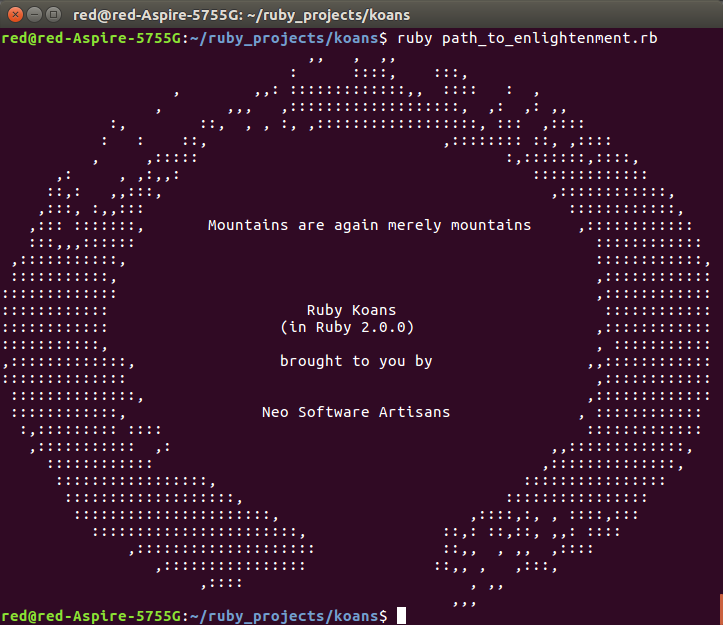 red@red-Aspire-5755G: ~/ruby_projects/koans
red@red-Aspire-5755G:~/ruby_projects/koans$ ruby path_to_enlightenment.rb
Mountains are again merely mountains
Ruby Koans
(in Ruby 2.0.0)
brought to you by
Neo Software Artisans
red@red-Aspire-5755G:~/ruby_projects/koans$